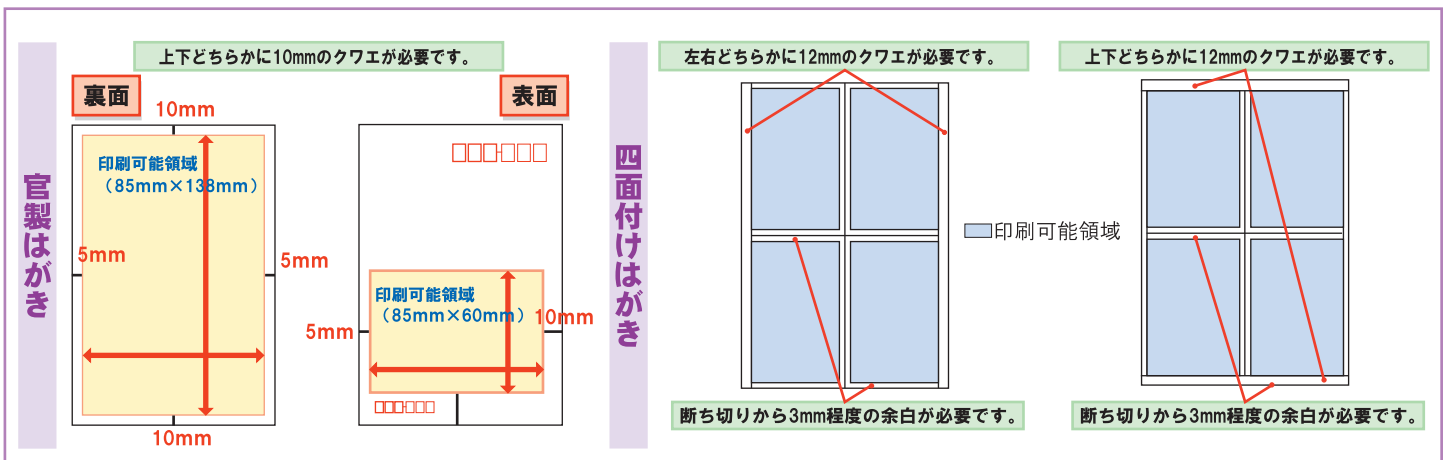 官製はがき
上下どちらかに10mmのクワエが必要です。
裏面
10mm
印刷可能領域
（85mm×138mm）
5mm
5mm
10mm
表面
印刷可能領域
（85mm×60mm）
5mm
10mm
四面付けはがき
左右どちらかに12mmのクワエが必要です。
断ち切りから3mm程度の余白が必要です。
印刷可能領域
上下どちらかに12mmのクワエが必要です。
断ち切りから3mm程度の余白が必要です。